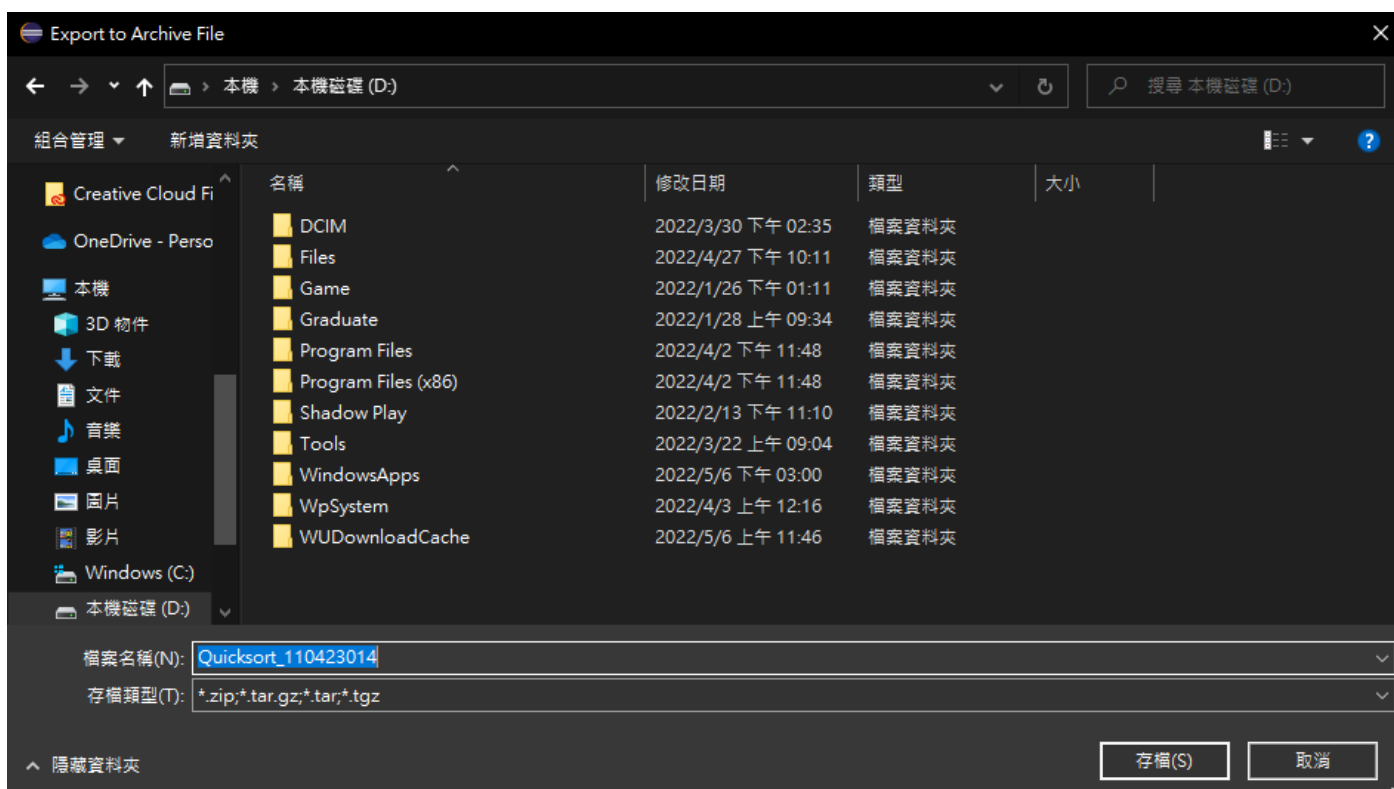 Export to Archive File
本機 › 本機磁碟 (D:)
搜尋 本機磁碟 (D:)
組合管理 新增資料夾
名稱 修改日期 類型 大小
Creative Cloud Fi
OneDrive - Perso
本機
3D 物件
下載
文件
音樂
桌面
圖片
影片
Windows (C:)
本機磁碟 (D:)
DCIM 2022/3/30 下午 02:35 檔案資料夾
Files 2022/4/27 下午 10:11 檔案資料夾
Game 2022/1/26 下午 01:11 檔案資料夾
Graduate 2022/1/28 上午 09:34 檔案資料夾
Program Files 2022/4/2 下午 11:48 檔案資料夾
Program Files (x86) 2022/4/2 下午 11:48 檔案資料夾
Shadow Play 2022/2/13 下午 11:10 檔案資料夾
Tools 2022/3/22 上午 09:04 檔案資料夾
WindowsApps 2022/5/6 下午 03:00 檔案資料夾
WpSystem 2022/4/3 上午 12:16 檔案資料夾
WUDownloadCache 2022/5/6 上午 11:46 檔案資料夾
檔案名稱(N): Quicksort_110423014
存檔類型(T): *.zip;*.tar.gz;*.tar;*.tgz
隱藏資料夾
存檔(S) 取消